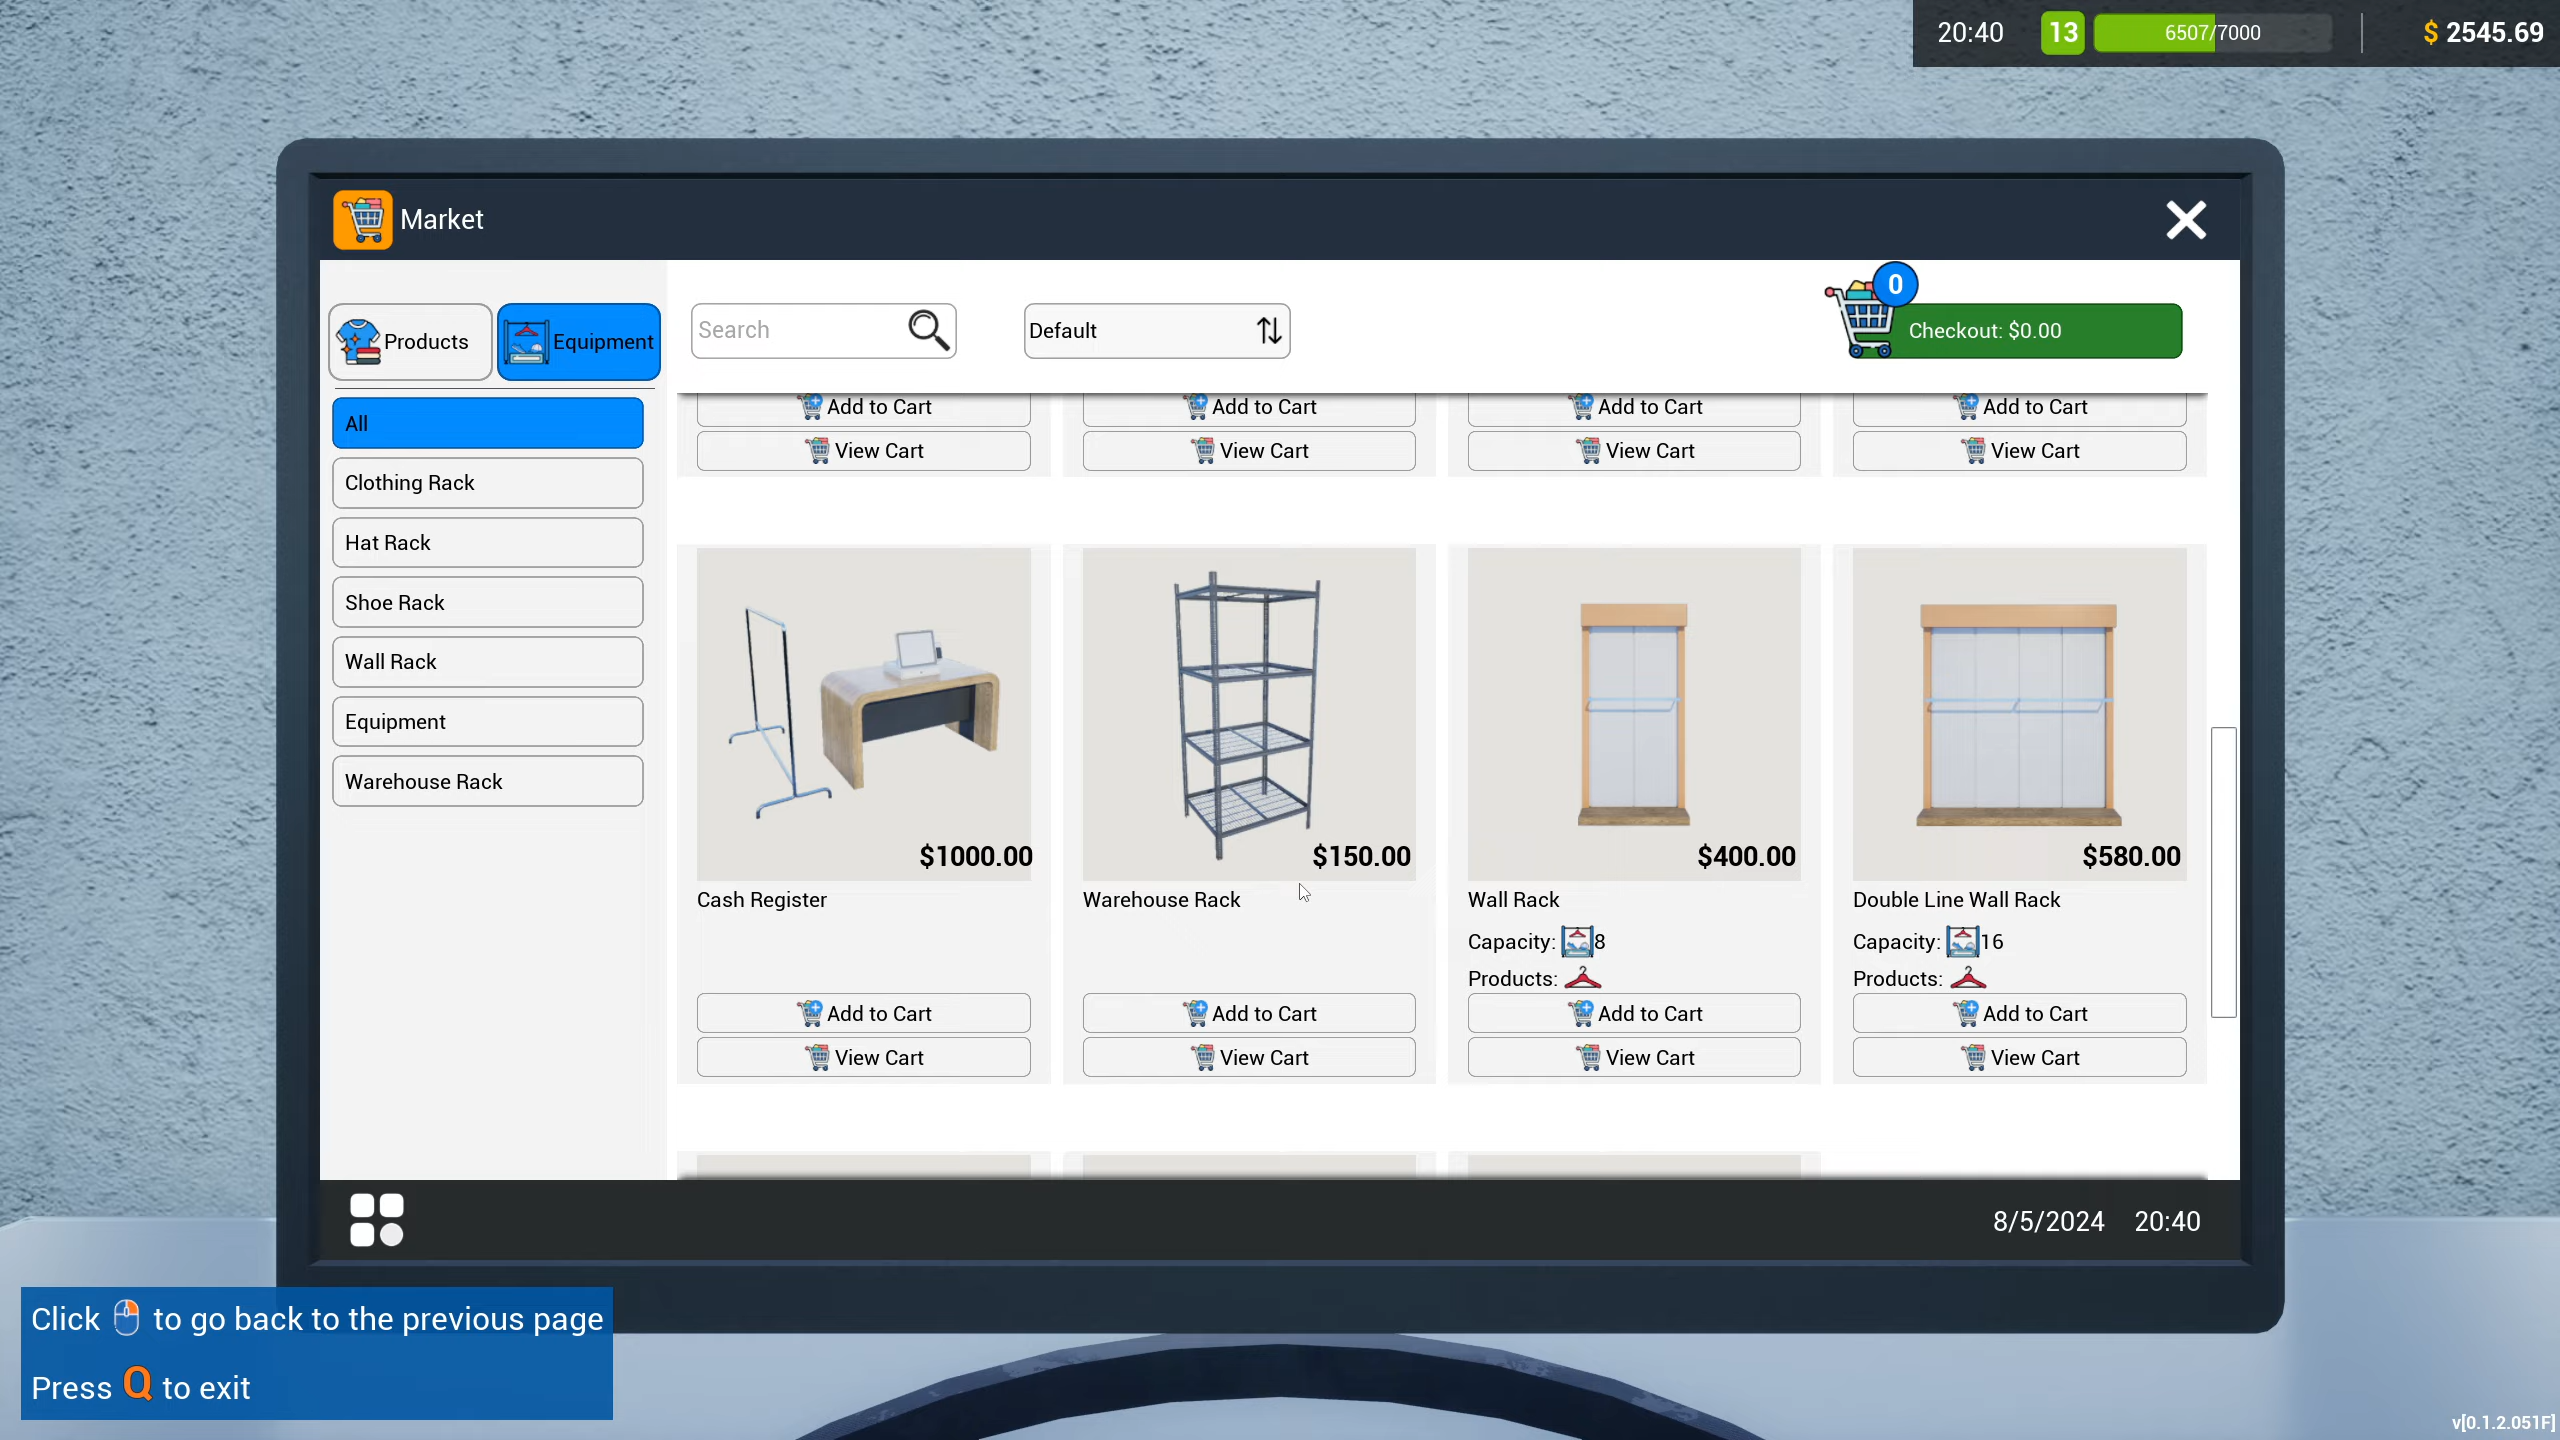 20:40 13 6507/7000 $ 2545.69
Market
Products Equipment
Search Default 0 Checkout: $0.00
All
Clothing Rack
Hat Rack
Shoe Rack
Wall Rack
Equipment
Warehouse Rack
Add to Cart Add to Cart Add to Cart Add to Cart
View Cart View Cart View Cart View Cart
$1000.00 $150.00 $400.00 $580.00
Cash Register Warehouse Rack Wall Rack Double Line Wall Rack
Capacity: 8 Capacity: 16
Products: Products:
Add to Cart Add to Cart Add to Cart Add to Cart
View Cart View Cart View Cart View Cart
8/5/2024 20:40
Click to go back to the previous page
Press Q to exit
v[0.1.2.051F]